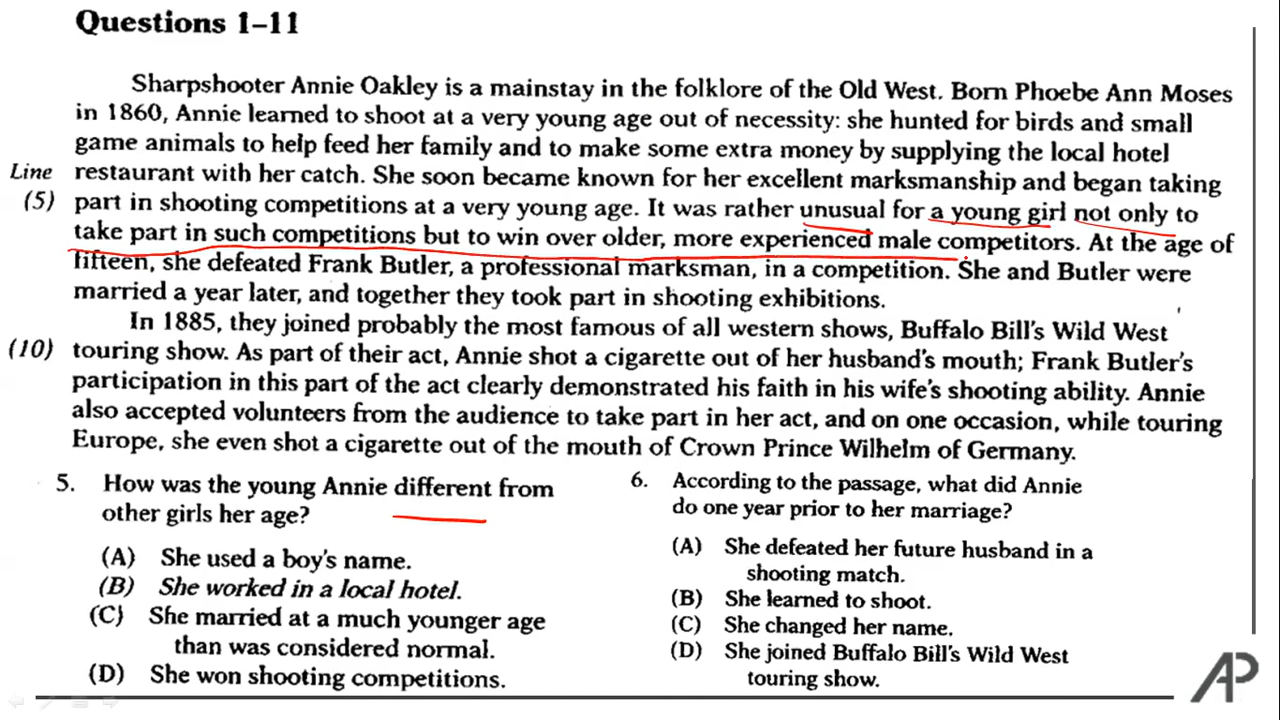 Questions 1–11
Sharpshooter Annie Oakley is a mainstay in the folklore of the Old West. Born Phoebe Ann Moses
in 1860, Annie learned to shoot at a very young age out of necessity: she hunted for birds and small
game animals to help feed her family and to make some extra money by supplying the local hotel
Line restaurant with her catch. She soon became known for her excellent marksmanship and began taking
(5) part in shooting competitions at a very young age. It was rather unusual for a young girl not only to
take part in such competitions but to win over older, more experienced male competitors. At the age of
fifteen, she defeated Frank Butler, a professional marksman, in a competition. She and Butler were
married a year later, and together they took part in shooting exhibitions.
In 1885, they joined probably the most famous of all western shows, Buffalo Bill's Wild West
(10) touring show. As part of their act, Annie shot a cigarette out of her husband's mouth; Frank Butler's
participation in this part of the act clearly demonstrated his faith in his wife's shooting ability. Annie
also accepted volunteers from the audience to take part in her act, and on one occasion, while touring
Europe, she even shot a cigarette out of the mouth of Crown Prince Wilhelm of Germany.
5. How was the young Annie different from
other girls her age?
(A) She used a boy's name.
(B) She worked in a local hotel.
(C) She married at a much younger age
than was considered normal.
(D) She won shooting competitions.
6. According to the passage, what did Annie
do one year prior to her marriage?
(A) She defeated her future husband in a
shooting match.
(B) She learned to shoot.
(C) She changed her name.
(D) She joined Buffalo Bill's Wild West
touring show.
AP